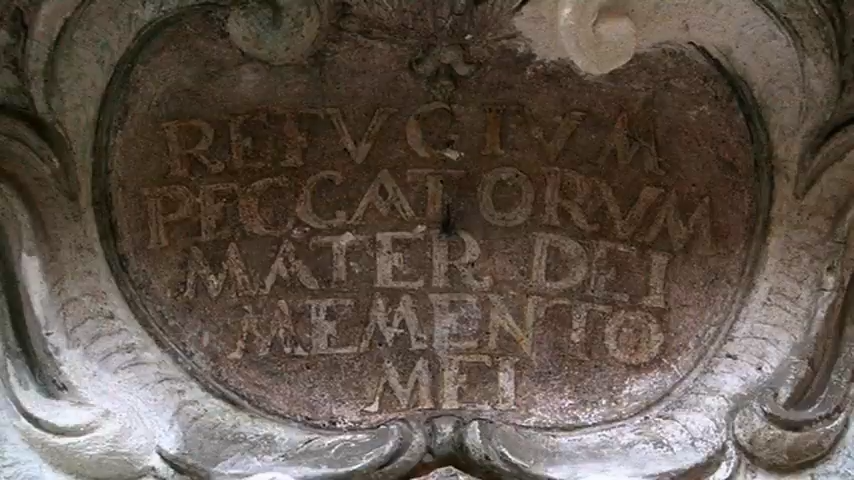 REFVGIVM
PECCATORVM
MATER DEI
MEMENTO
MEI